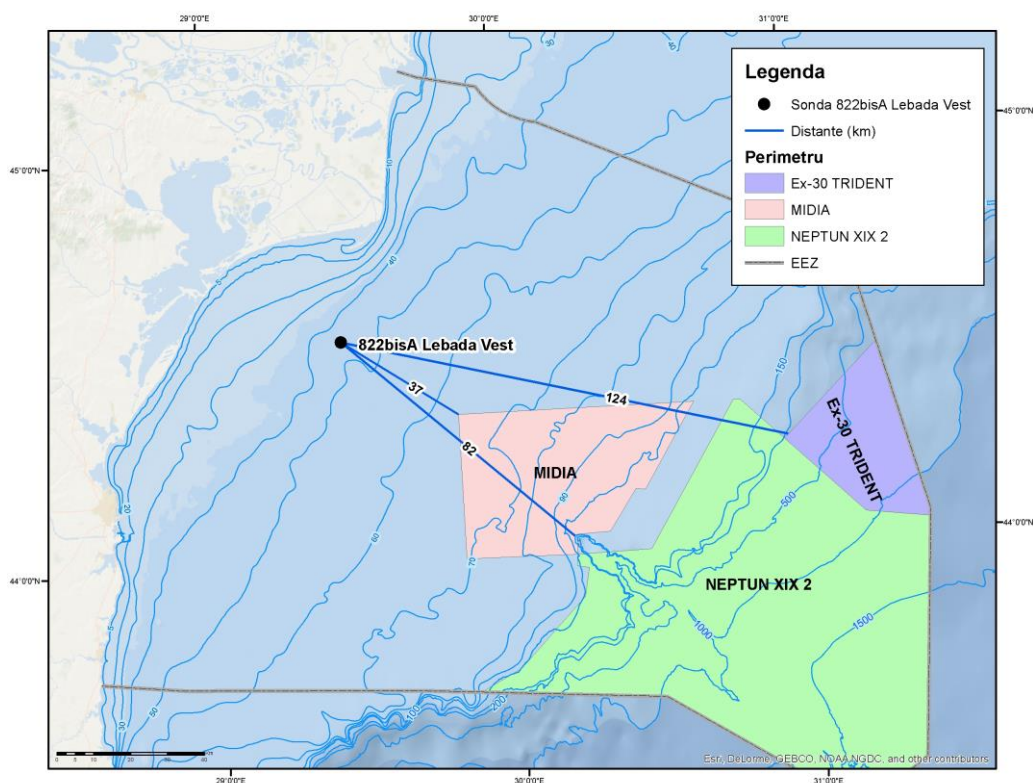 29°0'0"E
30°0'0"E
31°0'0"E
Legenda
Sonda 822bisA Lebada Vest
Distante (km)
Perimetru
Ex-30 TRIDENT
MIDIA
NEPTUN XIX 2
EEZ
45°0'0"N
45°0'0"N
30
40
10
40
5
822bisA Lebada Vest
37
82
124
150
MIDIA
Ex-30 TRIDENT
90
500
20
60
70
44°0'0"N
44°0'0"N
NEPTUN XIX 2
1000
1500
5
30
50
100
200
Esri, DeLorme, GEBCO, NOAA NGDC, and other contributors
29°0'0"E
30°0'0"E
31°0'0"E